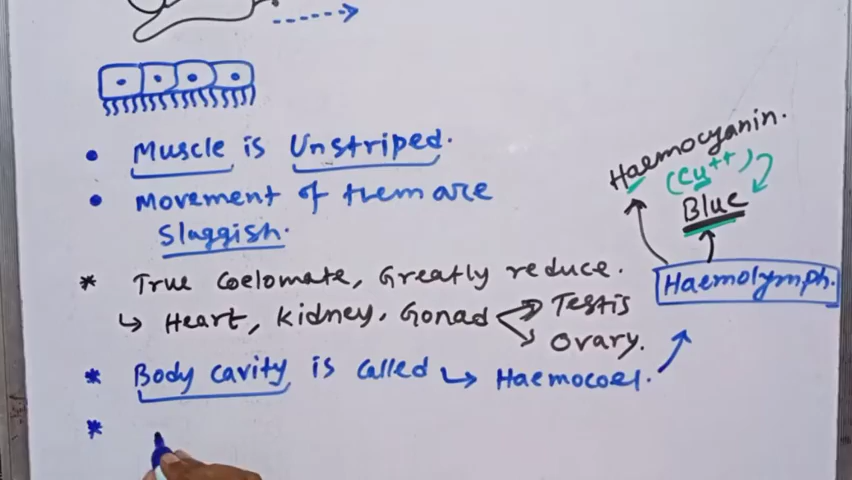 • Muscle is Unstriped.
• Movement of them are
Slaggish.
* True Coelomate, Greatly reduce.
↳ Heart, Kidney, Gonad
Testis
Ovary.
* Body cavity is called ↳ Haemocoel.
*
Haemocyanin.
(Cu++)
Blue
Haemolymph.